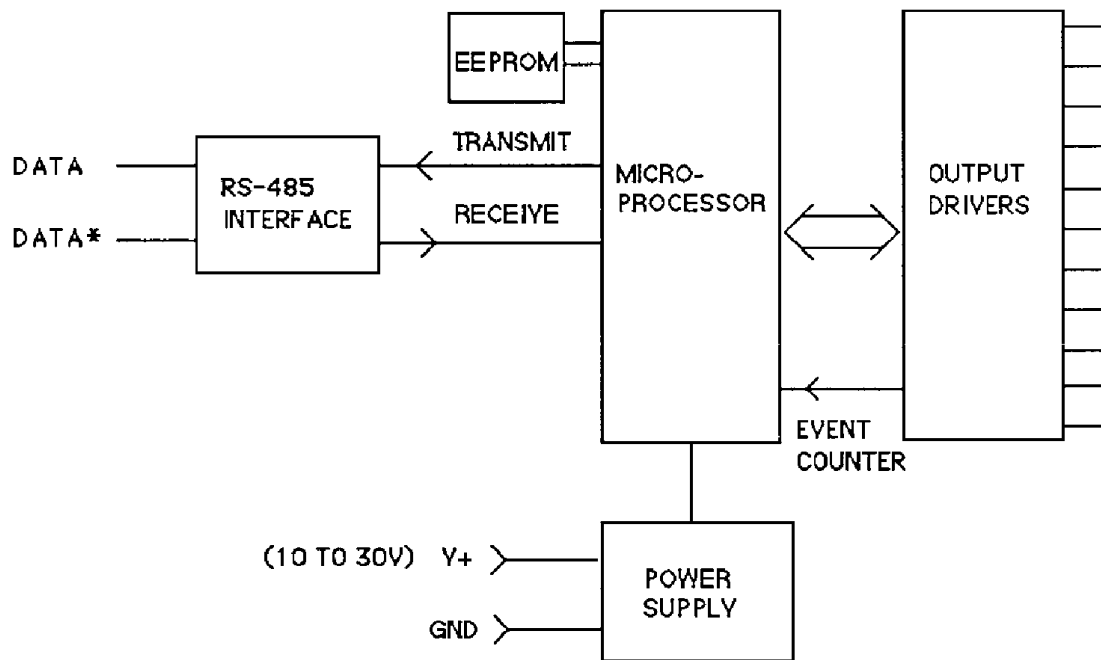 EEPROM
TRANSMIT
DATA
RS-485
INTERFACE
MICRO-
PROCESSOR
OUTPUT
DRIVERS
RECEIVE
DATA*
EVENT
COUNTER
(10 TO 30V) V+
POWER
SUPPLY
GND